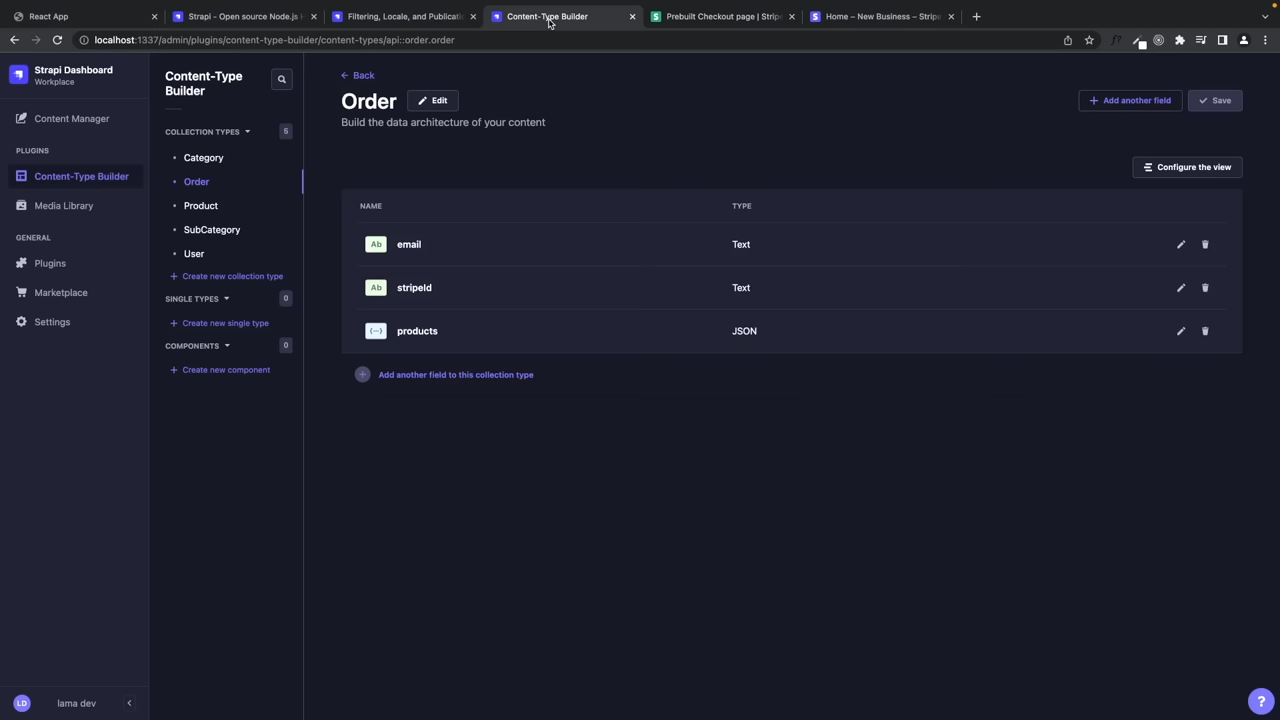 React App
Strapi - Open source Node.js H
Filtering, Locale, and Publicatio
Content-Type Builder
Prebuilt Checkout page | Strip
Home – New Business – Stripe
localhost:1337/admin/plugins/content-type-builder/content-types/api::order.order
Strapi Dashboard
Workplace
Content Manager
PLUGINS
Content-Type Builder
Media Library
GENERAL
Plugins
Marketplace
Settings
LD
lama dev
Content-Type
Builder
COLLECTION TYPES
5
Category
Order
Product
SubCategory
User
Create new collection type
SINGLE TYPES
0
Create new single type
COMPONENTS
0
Create new component
Back
Order
Edit
Build the data architecture of your content
Add another field
Save
Configure the view
NAME
TYPE
Ab email Text
Ab stripeId Text
products JSON
Add another field to this collection type
?